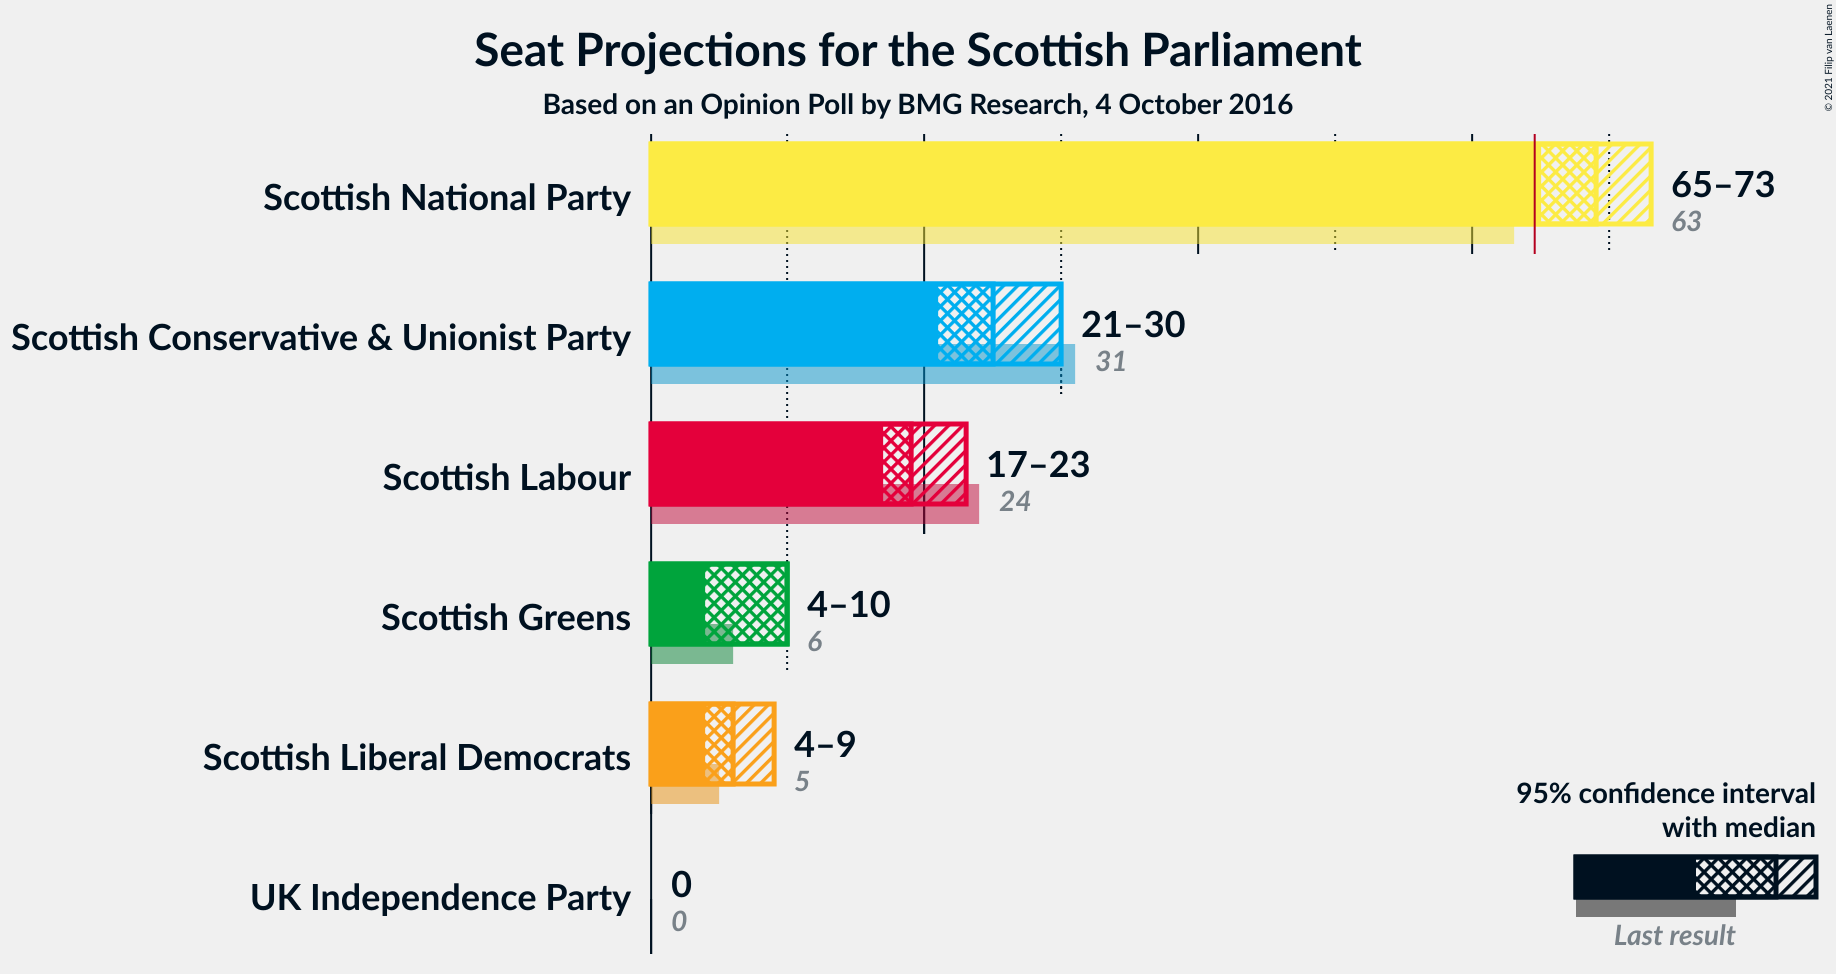 Seat Projections for the Scottish Parliament
Based on an Opinion Poll by BMG Research, 4 October 2016
© 2021 Filip van Laenen
Scottish National Party
65–73
63
Scottish Conservative & Unionist Party
21–30
31
Scottish Labour
17–23
24
Scottish Greens
4–10
6
Scottish Liberal Democrats
4–9
5
UK Independence Party
0
0
95% confidence interval
with median
Last result